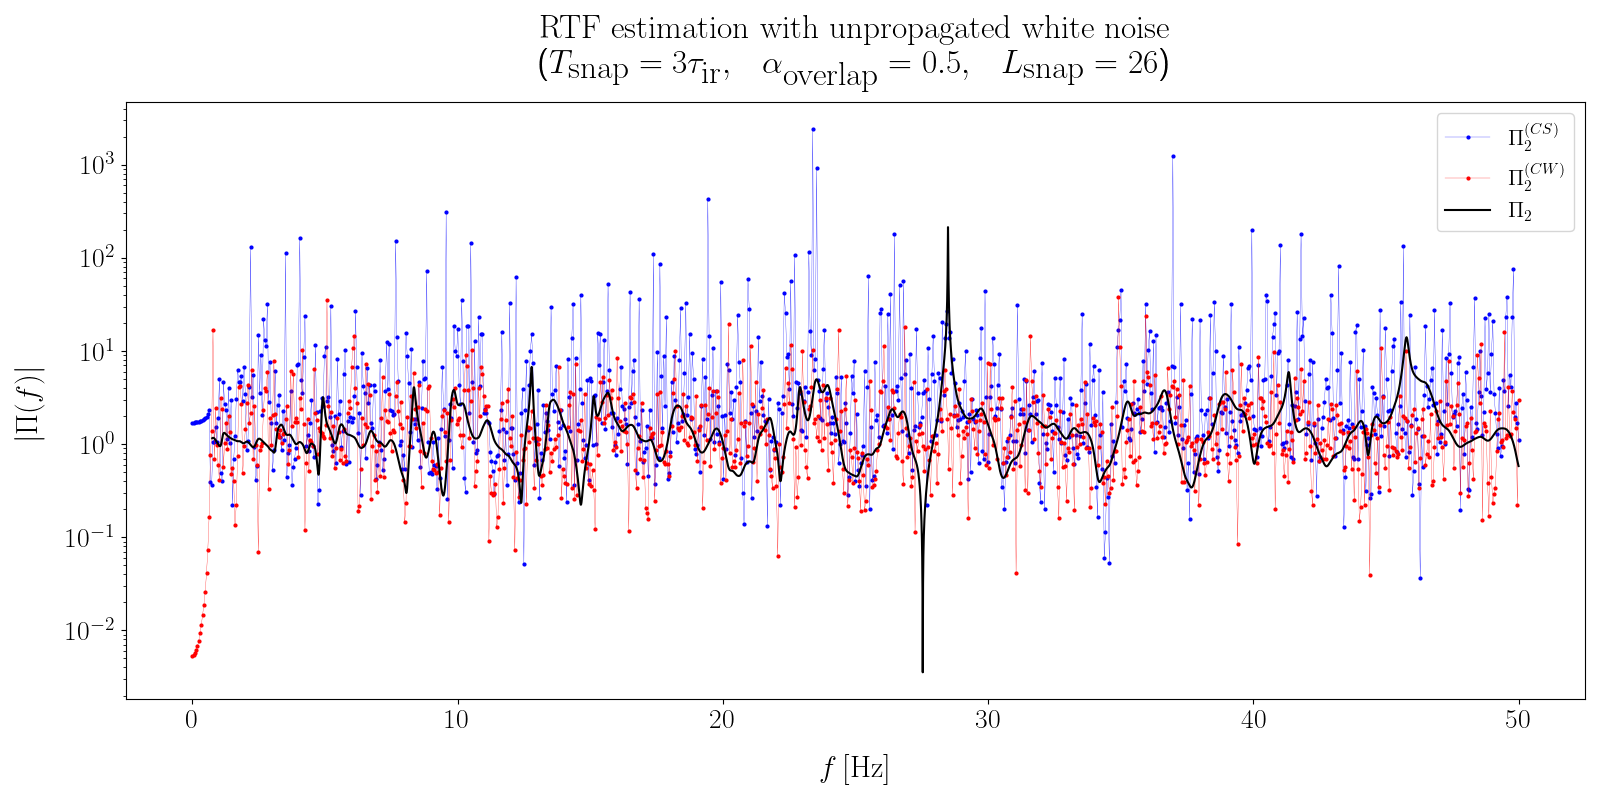 RTF estimation with unpropagated white noise
(T_snap = 3τ_ir, α_overlap = 0.5, L_snap = 26)
|Π(f)|
10^3
10^2
10^1
10^0
10^−1
10^−2
Π_2^(CS)
Π_2^(CW)
Π_2
0 10 20 30 40 50
f [Hz]